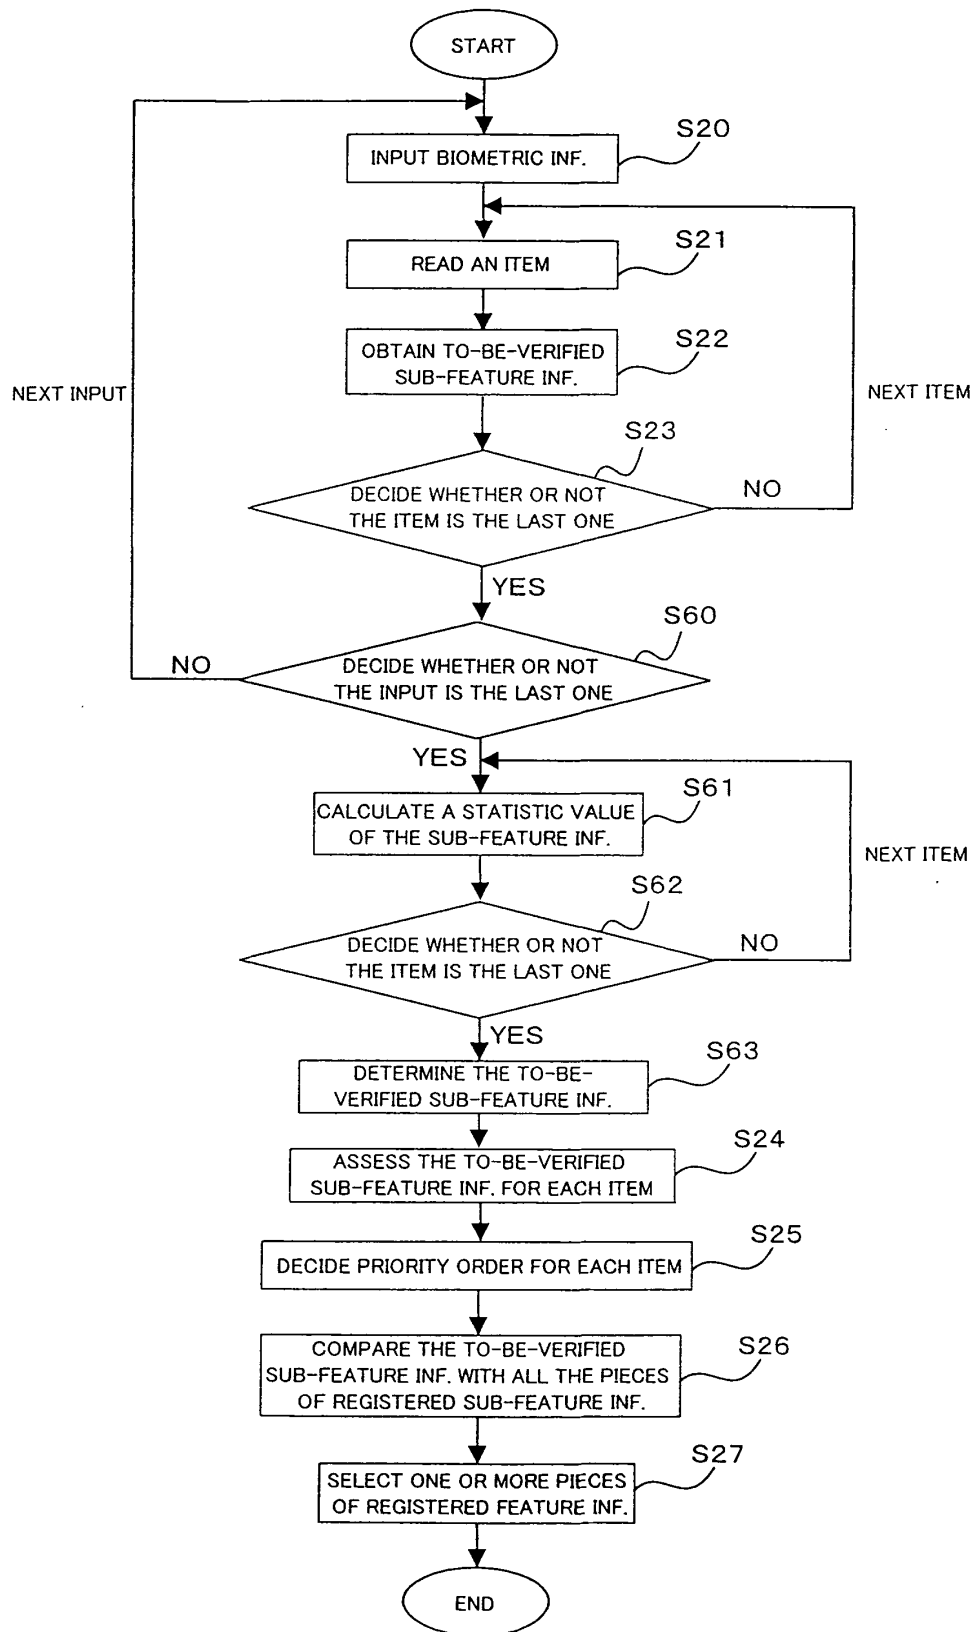 START
S20
INPUT BIOMETRIC INF.
S21
READ AN ITEM
S22
OBTAIN TO-BE-VERIFIED
SUB-FEATURE INF.
NEXT INPUT
NEXT ITEM
S23
DECIDE WHETHER OR NOT
THE ITEM IS THE LAST ONE
NO
YES
S60
DECIDE WHETHER OR NOT
THE INPUT IS THE LAST ONE
NO
YES
S61
CALCULATE A STATISTIC VALUE
OF THE SUB-FEATURE INF.
NEXT ITEM
S62
DECIDE WHETHER OR NOT
THE ITEM IS THE LAST ONE
NO
YES
S63
DETERMINE THE TO-BE-
VERIFIED SUB-FEATURE INF.
S24
ASSESS THE TO-BE-VERIFIED
SUB-FEATURE INF. FOR EACH ITEM
S25
DECIDE PRIORITY ORDER FOR EACH ITEM
S26
COMPARE THE TO-BE-VERIFIED
SUB-FEATURE INF. WITH ALL THE PIECES
OF REGISTERED SUB-FEATURE INF.
S27
SELECT ONE OR MORE PIECES
OF REGISTERED FEATURE INF.
END